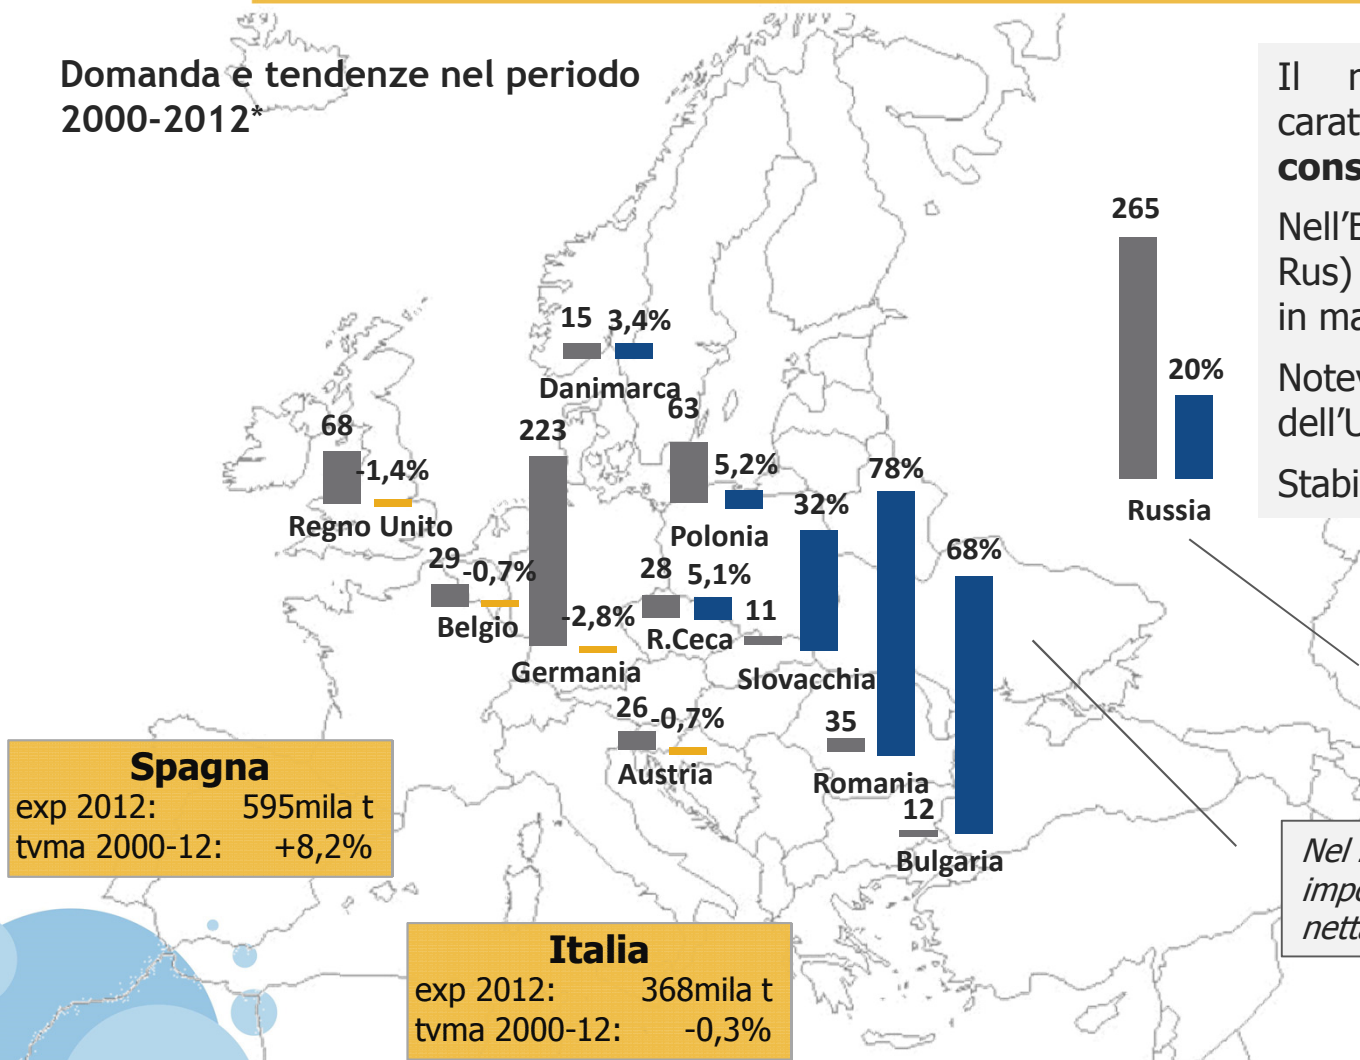 Domanda e tendenze nel periodo
2000-2012*
Il
carat
cons
Nell'E
Rus)
in ma
Notev
dell'U
Stabi
265
20%
Russia
15 3,4%
Danimarca
63
5,2%
Polonia
68
-1,4%
Regno Unito
223
-2,8%
Germania
29 -0,7%
Belgio
28 5,1%
R.Ceca
11
32%
Slovacchia
78%
35
Romania
68%
12
Bulgaria
26 -0,7%
Austria
Spagna
exp 2012: 595mila t
tvma 2000-12: +8,2%
Italia
exp 2012: 368mila t
tvma 2000-12: -0,3%
Nel
impo
netta